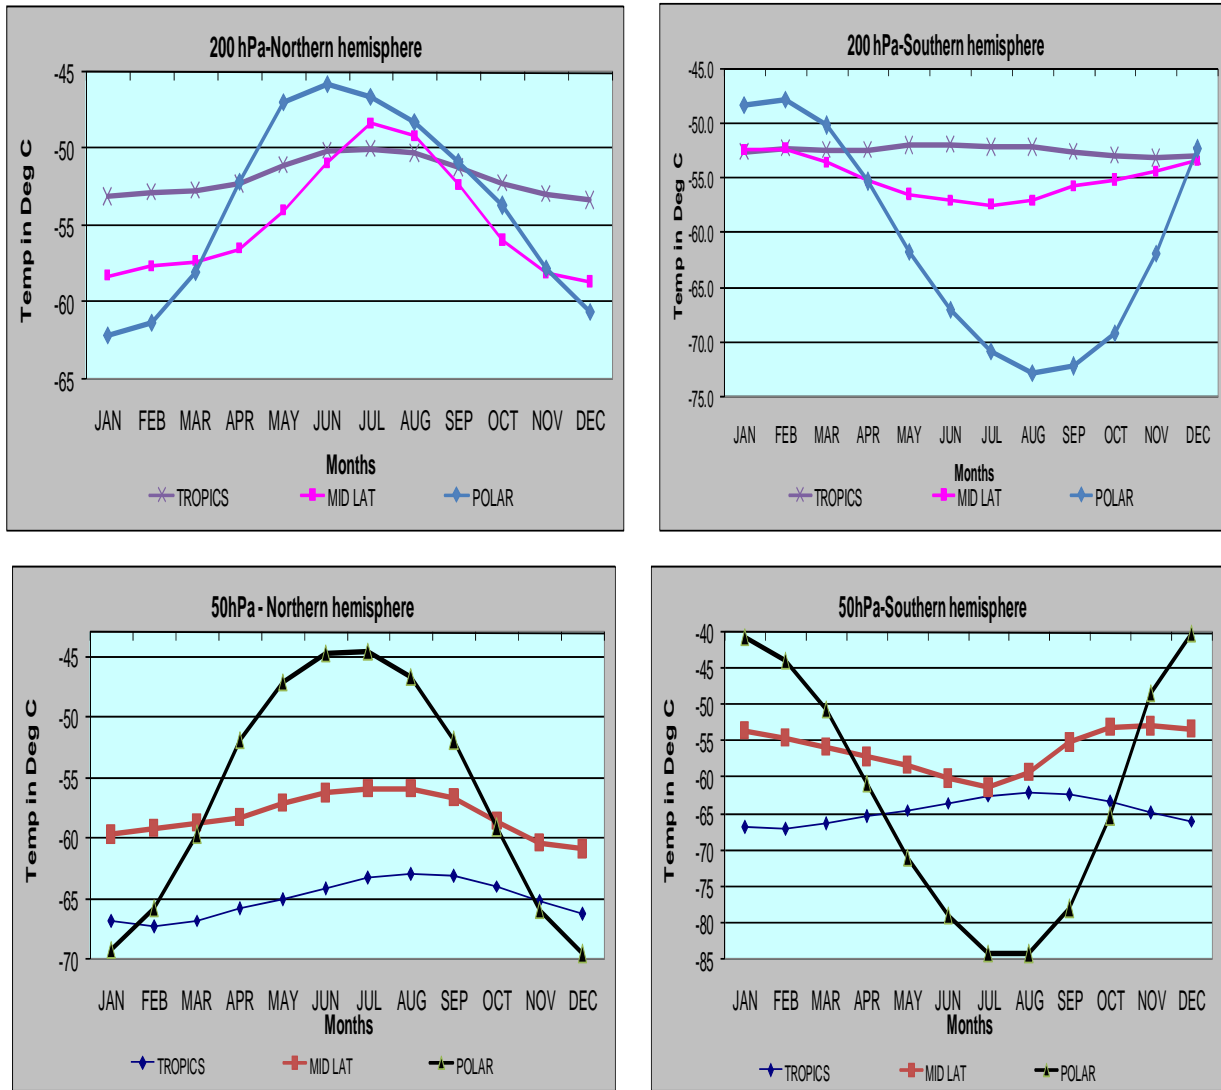 200 hPa-Northern hemisphere
Temp in Deg C
-45
-50
-55
-60
-65
JAN FEB MAR APR MAY JUN JUL AUG SEP OCT NOV DEC
Months
TROPICS MID LAT POLAR
200 hPa-Southern hemisphere
Temp in Deg C
-45.0
-50.0
-55.0
-60.0
-65.0
-70.0
-75.0
JAN FEB MAR APR MAY JUN JUL AUG SEP OCT NOV DEC
Months
TROPICS MID LAT POLAR
50hPa - Northern hemisphere
Temp in Deg C
-45
-50
-55
-60
-65
-70
JAN FEB MAR APR MAY JUN JUL AUG SEP OCT NOV DEC
Months
TROPICS MID LAT POLAR
50hPa-Southern hemisphere
Temp in Deg C
-40
-45
-50
-55
-60
-65
-70
-75
-80
-85
JAN FEB MAR APR MAY JUN JUL AUG SEP OCT NOV DEC
Months
TROPICS MID LAT POLAR